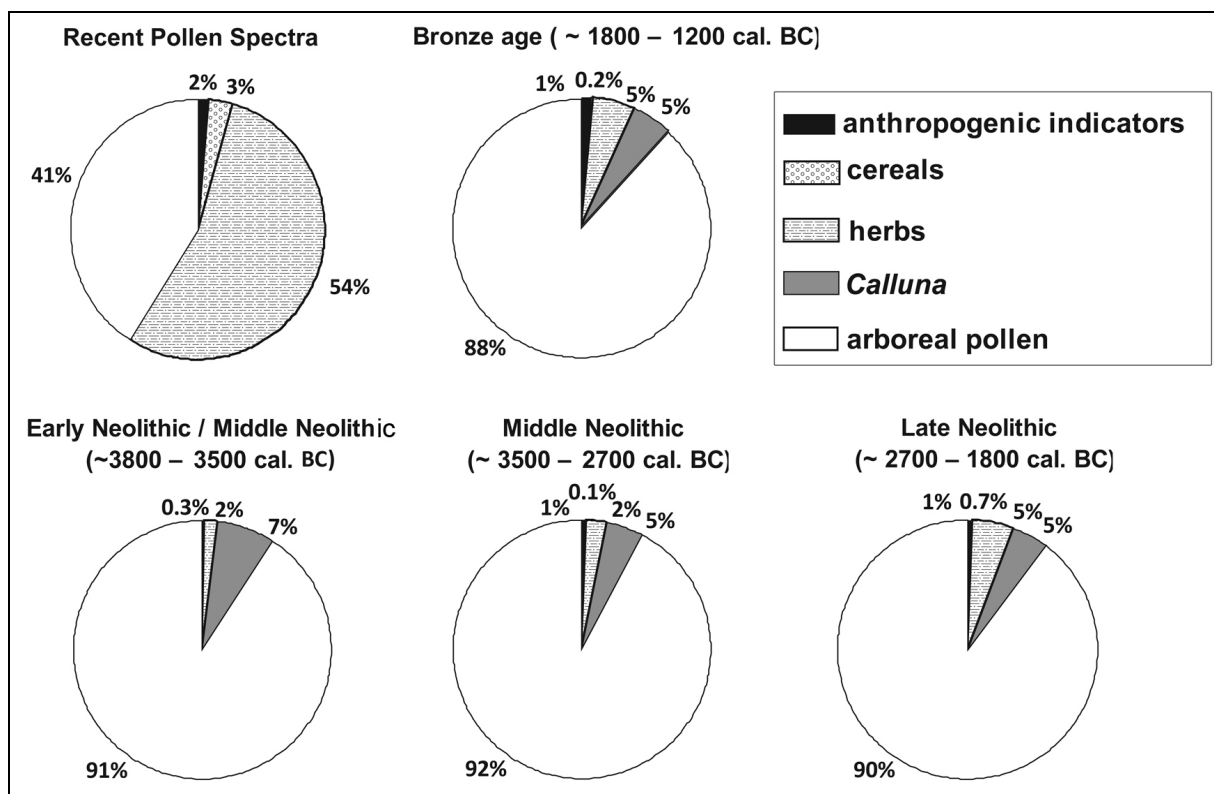 Recent Pollen Spectra
2% 3%
41%
54%
Bronze age ( ~ 1800 – 1200 cal. BC)
1% 0.2%
5%
5%
88%
anthropogenic indicators
cereals
herbs
Calluna
arboreal pollen
Early Neolithic / Middle Neolithic
(~3800 – 3500 cal. BC)
0.3% 2%
7%
91%
Middle Neolithic
(~ 3500 – 2700 cal. BC)
0.1%
1% 2%
5%
92%
Late Neolithic
(~ 2700 – 1800 cal. BC)
1% 0.7%
5%
5%
90%